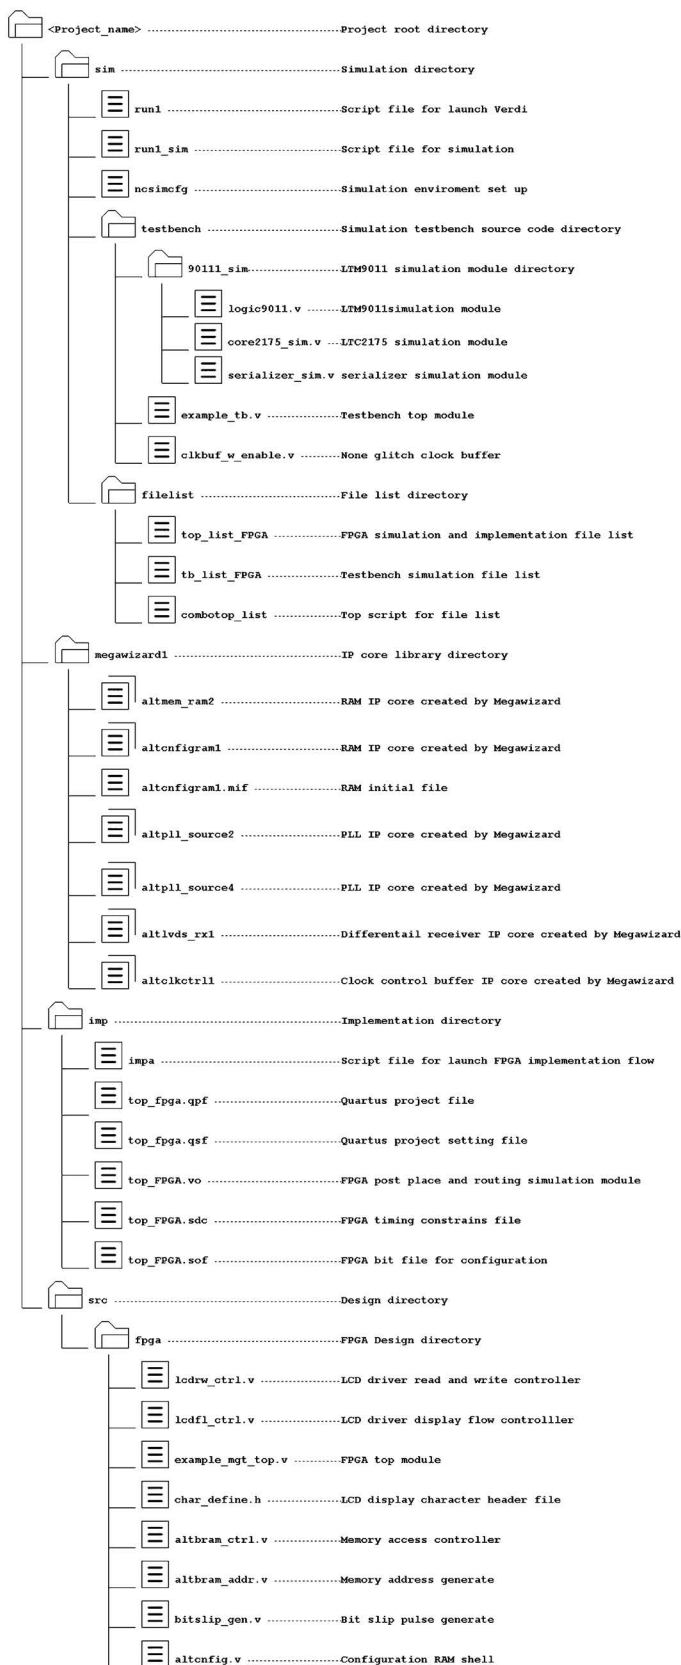 <Project_name> Project root directory
sim Simulation directory
run1 Script file for launch Verdi
run1_sim Script file for simulation
ncsimcfg Simulation enviroment set up
testbench Simulation testbench source code directory
90111_sim LTM9011 simulation module directory
logic9011.v LTM9011simulation module
core2175_sim.v LTC2175 simulation module
serializer_sim.v serializer simulation module
example_tb.v Testbench top module
clkbuf_w_enable.v None glitch clock buffer
filelist File list directory
top_list_FPGA FPGA simulation and implementation file list
tb_list_FPGA Testbench simulation file list
combotop_list Top script for file list
megawizard1 IP core library directory
altmem_ram2 RAM IP core created by Megawizard
altcnfigram1 RAM IP core created by Megawizard
altcnfigram1.mif RAM initial file
altpll_source2 PLL IP core created by Megawizard
altpll_source4 PLL IP core created by Megawizard
altlvds_rx1 Differentail receiver IP core created by Megawizard
altclkctrl1 Clock control buffer IP core created by Megawizard
imp Implementation directory
impa Script file for launch FPGA implementation flow
top_fpga.qpf Quartus project file
top_fpga.qsf Quartus project setting file
top_FPGA.vo FPGA post place and routing simulation module
top_FPGA.sdc FPGA timing constrains file
top_FPGA.sof FPGA bit file for configuration
src Design directory
fpga FPGA Design directory
lcdrw_ctrl.v LCD driver read and write controller
lcdfl_ctrl.v LCD driver display flow controlller
example_mgt_top.v FPGA top module
char_define.h LCD display character header file
altbram_ctrl.v Memory access controller
altbram_addr.v Memory address generate
bitslip_gen.v Bit slip pulse generate
altcnfig.v Configuration RAM shell